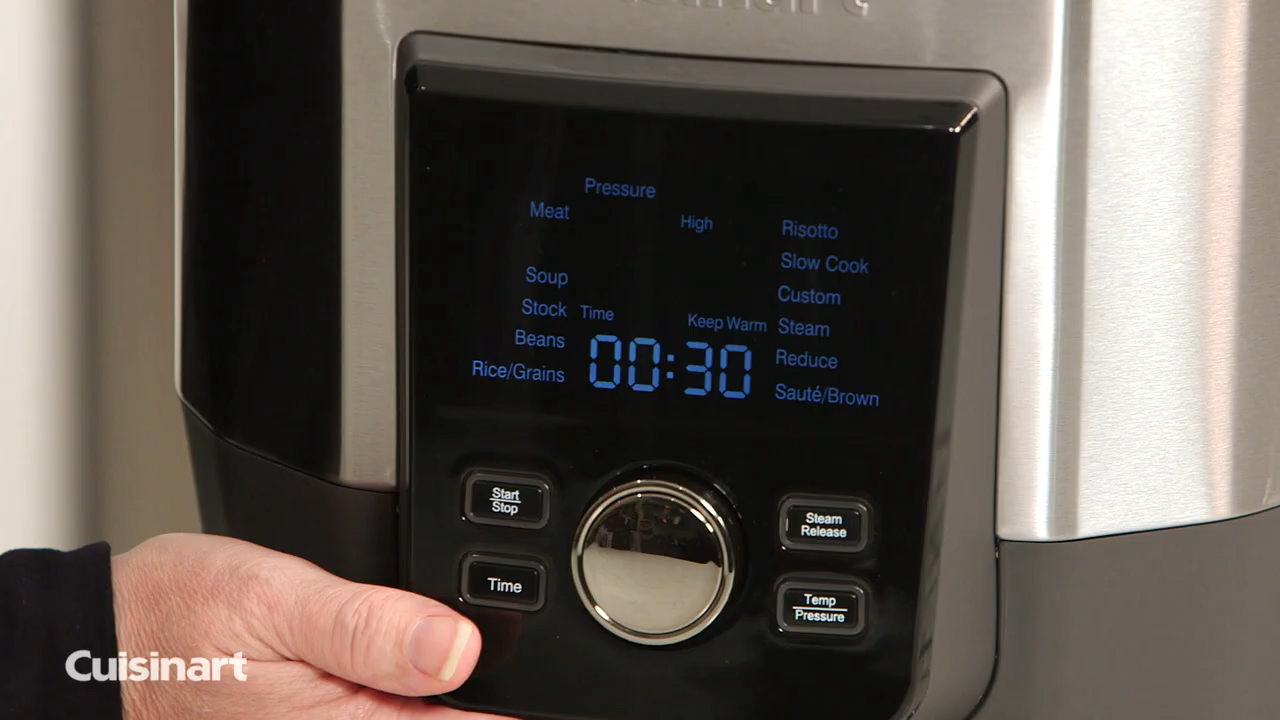 Pressure
Meat
High
Risotto
Slow Cook
Soup
Custom
Stock
Time
Keep Warm
Steam
Beans
00:30
Reduce
Rice/Grains
Sauté/Brown
Start
Stop
Steam
Release
Time
Temp
Pressure
Cuisinart